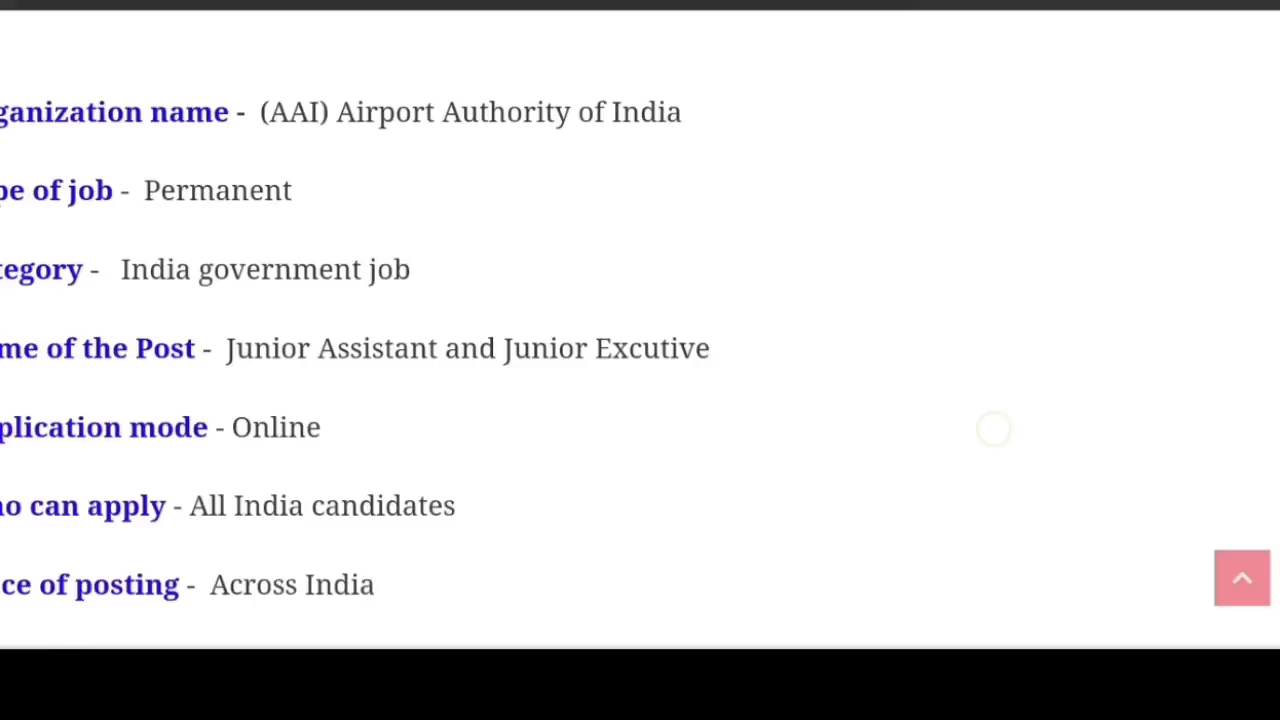 ganization name - (AAI) Airport Authority of India
pe of job - Permanent
tegory - India government job
me of the Post - Junior Assistant and Junior Excutive
plication mode - Online
o can apply - All India candidates
ce of posting - Across India